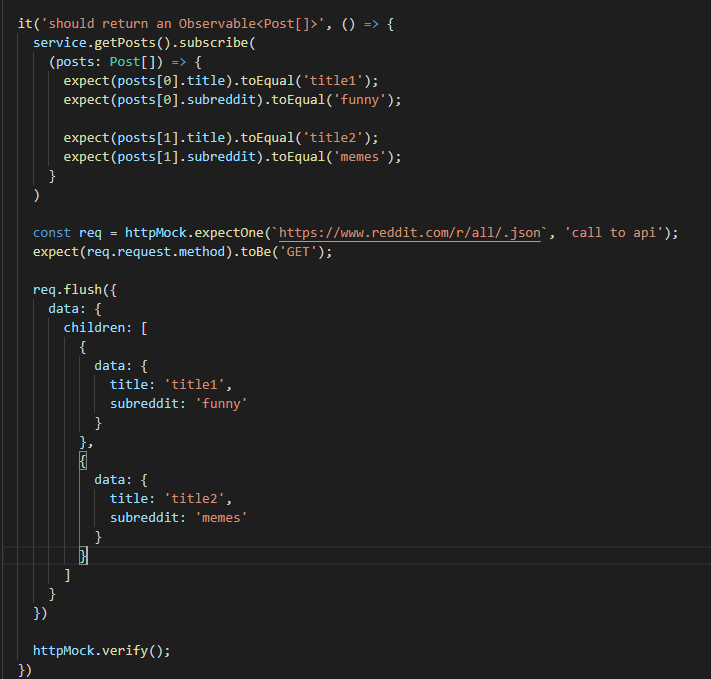 it('should return an Observable<Post[]>', () => {
  service.getPosts().subscribe(
    (posts: Post[]) => {
      expect(posts[0].title).toEqual('title1');
      expect(posts[0].subreddit).toEqual('funny');

      expect(posts[1].title).toEqual('title2');
      expect(posts[1].subreddit).toEqual('memes');
    }
  )

  const req = httpMock.expectOne(`https://www.reddit.com/r/all/.json`, 'call to api');
  expect(req.request.method).toBe('GET');

  req.flush({
    data: {
      children: [
        {
          data: {
            title: 'title1',
            subreddit: 'funny'
          }
        },
        {
          data: {
            title: 'title2',
            subreddit: 'memes'
          }
        }
      ]
    }
  })

  httpMock.verify();
})